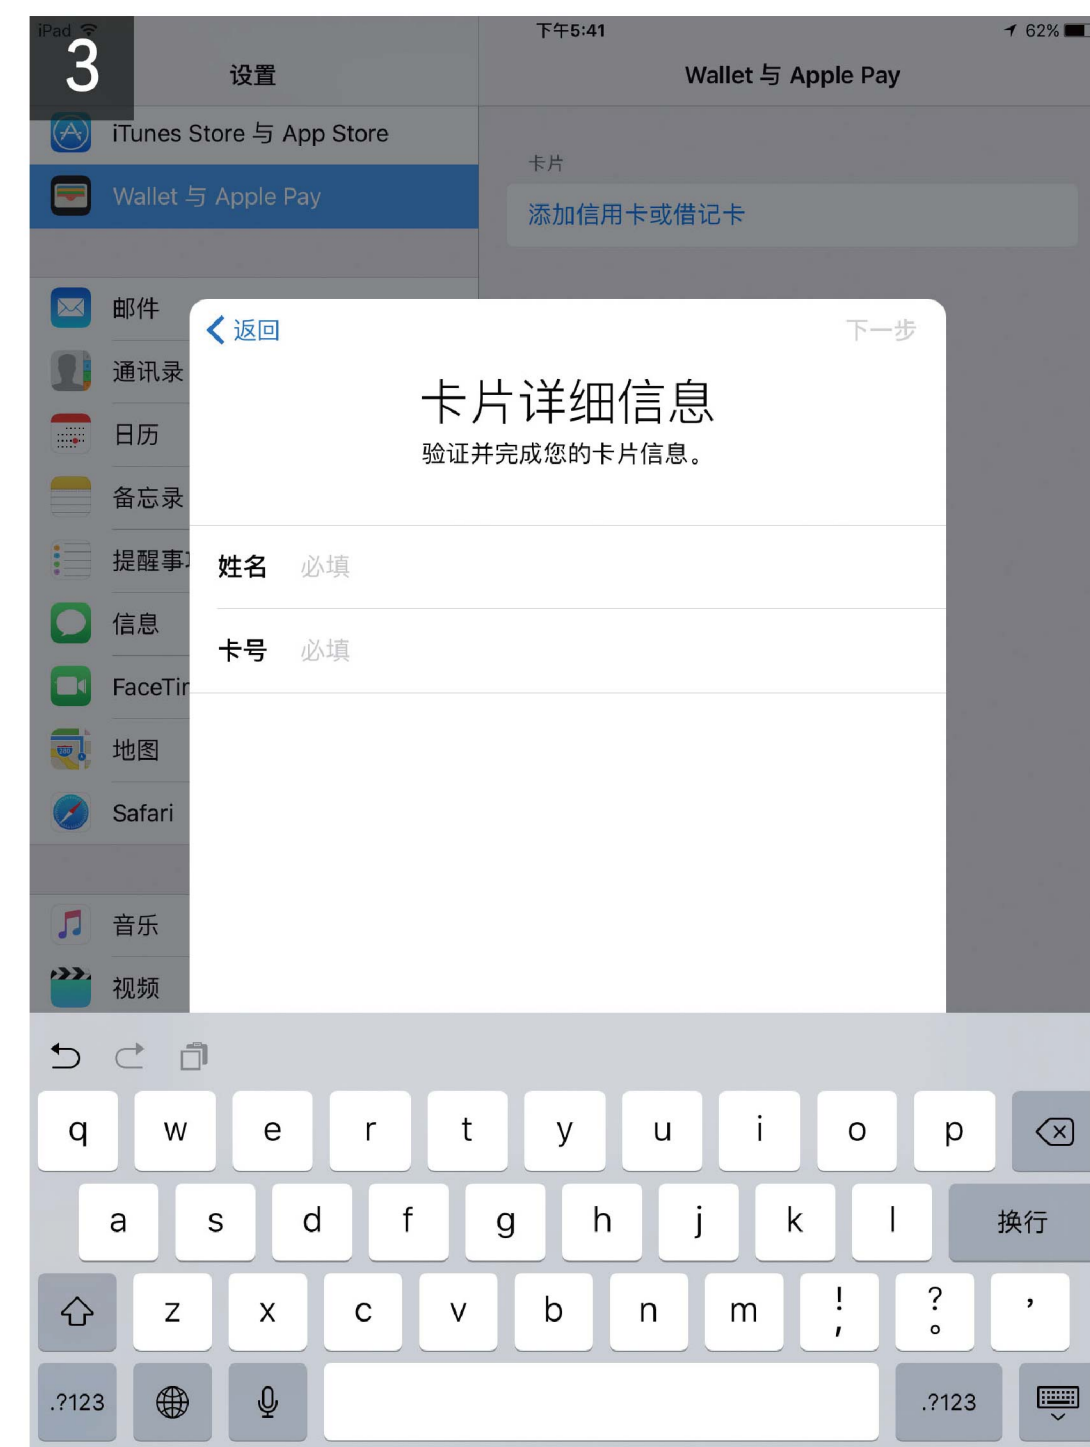 iPad 下午5:41 62%
3
设置 Wallet 与 Apple Pay
iTunes Store 与 App Store
卡片
Wallet 与 Apple Pay
添加信用卡或借记卡
邮件
返回 下一步
通讯录
卡片详细信息
日历
验证并完成您的卡片信息。
备忘录
提醒事
姓名 必填
信息
卡号 必填
FaceTir
地图
Safari
音乐
视频
q w e r t y u i o p
a s d f g h j k l 换行
z x c v b n m ! , ? 。 ,
.?123 .?123